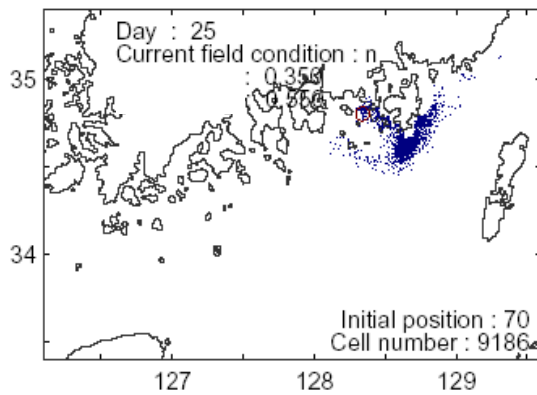 Day : 25
Current field condition : n
: 0.350
35
34
Initial position : 70
Cell number : 9186
127 128 129